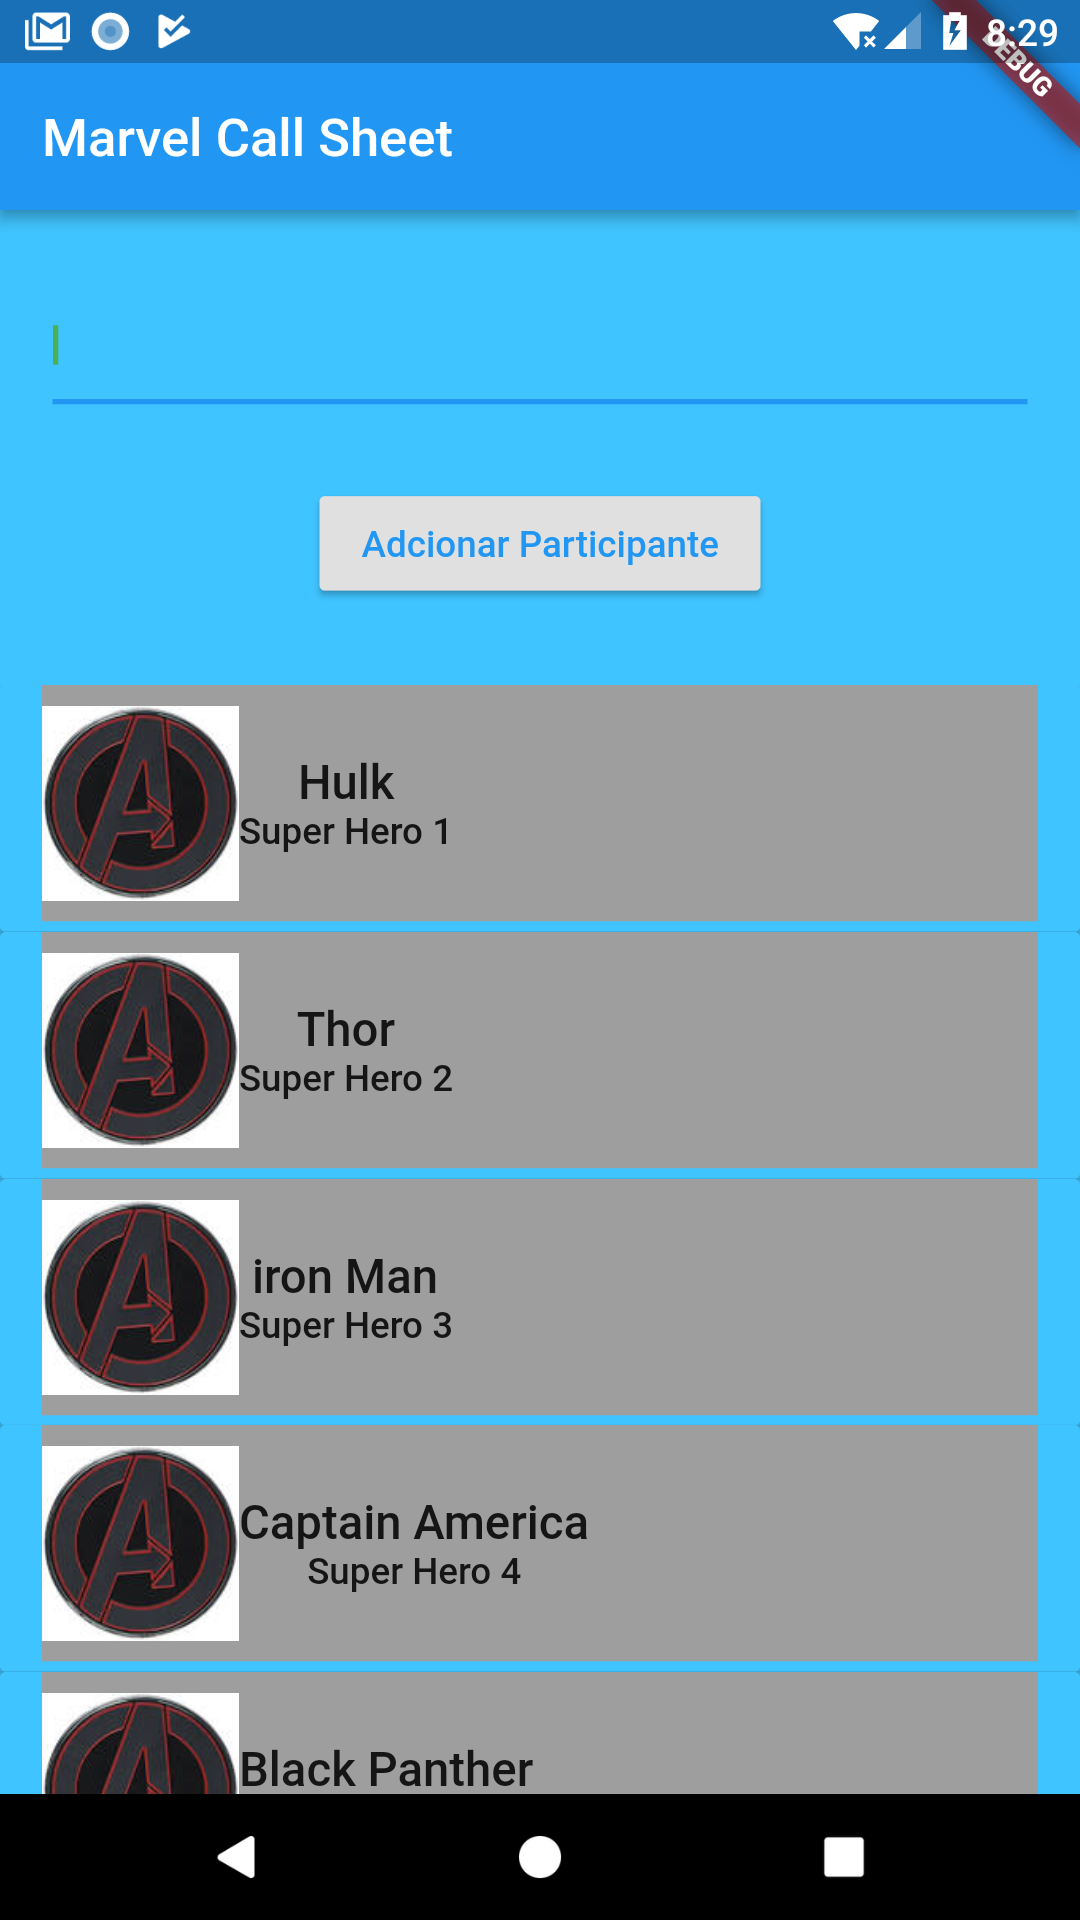 8:29
DEBUG
Marvel Call Sheet
Adcionar Participante
Hulk
Super Hero 1
Thor
Super Hero 2
iron Man
Super Hero 3
Captain America
Super Hero 4
Black Panther